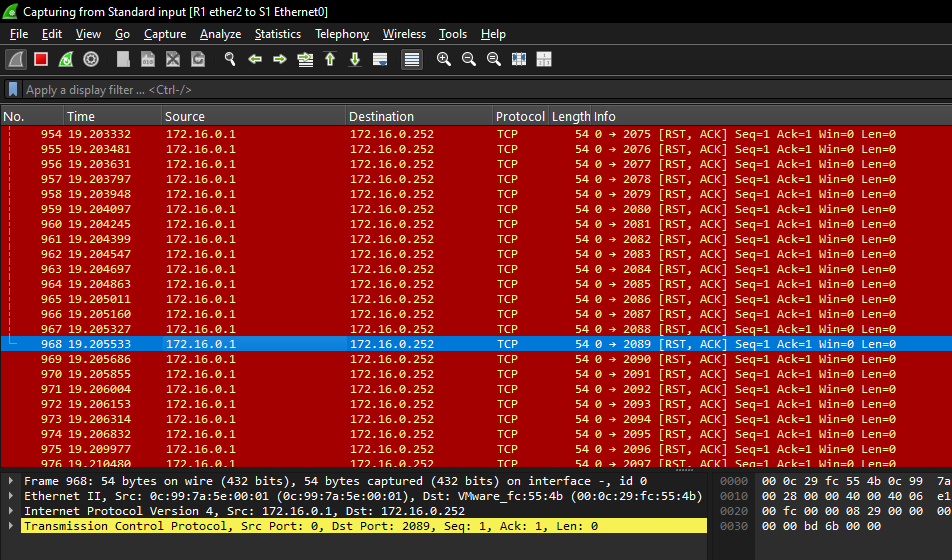 Capturing from Standard input [R1 ether2 to S1 Ethernet0]
File Edit View Go Capture Analyze Statistics Telephony Wireless Tools Help
Apply a display filter ... <Ctrl-/>
No. Time Source Destination Protocol Length Info
954 19.203332 172.16.0.1 172.16.0.252 TCP 54 0 → 2075 [RST, ACK] Seq=1 Ack=1 Win=0 Len=0
955 19.203481 172.16.0.1 172.16.0.252 TCP 54 0 → 2076 [RST, ACK] Seq=1 Ack=1 Win=0 Len=0
956 19.203631 172.16.0.1 172.16.0.252 TCP 54 0 → 2077 [RST, ACK] Seq=1 Ack=1 Win=0 Len=0
957 19.203797 172.16.0.1 172.16.0.252 TCP 54 0 → 2078 [RST, ACK] Seq=1 Ack=1 Win=0 Len=0
958 19.203948 172.16.0.1 172.16.0.252 TCP 54 0 → 2079 [RST, ACK] Seq=1 Ack=1 Win=0 Len=0
959 19.204097 172.16.0.1 172.16.0.252 TCP 54 0 → 2080 [RST, ACK] Seq=1 Ack=1 Win=0 Len=0
960 19.204245 172.16.0.1 172.16.0.252 TCP 54 0 → 2081 [RST, ACK] Seq=1 Ack=1 Win=0 Len=0
961 19.204399 172.16.0.1 172.16.0.252 TCP 54 0 → 2082 [RST, ACK] Seq=1 Ack=1 Win=0 Len=0
962 19.204547 172.16.0.1 172.16.0.252 TCP 54 0 → 2083 [RST, ACK] Seq=1 Ack=1 Win=0 Len=0
963 19.204697 172.16.0.1 172.16.0.252 TCP 54 0 → 2084 [RST, ACK] Seq=1 Ack=1 Win=0 Len=0
964 19.204863 172.16.0.1 172.16.0.252 TCP 54 0 → 2085 [RST, ACK] Seq=1 Ack=1 Win=0 Len=0
965 19.205011 172.16.0.1 172.16.0.252 TCP 54 0 → 2086 [RST, ACK] Seq=1 Ack=1 Win=0 Len=0
966 19.205160 172.16.0.1 172.16.0.252 TCP 54 0 → 2087 [RST, ACK] Seq=1 Ack=1 Win=0 Len=0
967 19.205327 172.16.0.1 172.16.0.252 TCP 54 0 → 2088 [RST, ACK] Seq=1 Ack=1 Win=0 Len=0
968 19.205533 172.16.0.1 172.16.0.252 TCP 54 0 → 2089 [RST, ACK] Seq=1 Ack=1 Win=0 Len=0
969 19.205686 172.16.0.1 172.16.0.252 TCP 54 0 → 2090 [RST, ACK] Seq=1 Ack=1 Win=0 Len=0
970 19.205855 172.16.0.1 172.16.0.252 TCP 54 0 → 2091 [RST, ACK] Seq=1 Ack=1 Win=0 Len=0
971 19.206004 172.16.0.1 172.16.0.252 TCP 54 0 → 2092 [RST, ACK] Seq=1 Ack=1 Win=0 Len=0
972 19.206153 172.16.0.1 172.16.0.252 TCP 54 0 → 2093 [RST, ACK] Seq=1 Ack=1 Win=0 Len=0
973 19.206314 172.16.0.1 172.16.0.252 TCP 54 0 → 2094 [RST, ACK] Seq=1 Ack=1 Win=0 Len=0
974 19.206832 172.16.0.1 172.16.0.252 TCP 54 0 → 2095 [RST, ACK] Seq=1 Ack=1 Win=0 Len=0
975 19.209977 172.16.0.1 172.16.0.252 TCP 54 0 → 2096 [RST, ACK] Seq=1 Ack=1 Win=0 Len=0
976 19.210480 172.16.0.1 172.16.0.252 TCP 54 0 → 2097 [RST, ACK] Seq=1 Ack=1 Win=0 Len=0
Frame 968: 54 bytes on wire (432 bits), 54 bytes captured (432 bits) on interface -, id 0
Ethernet II, Src: 0c:99:7a:5e:00:01 (0c:99:7a:5e:00:01), Dst: VMware_fc:55:4b (00:0c:29:fc:55:4b)
Internet Protocol Version 4, Src: 172.16.0.1, Dst: 172.16.0.252
Transmission Control Protocol, Src Port: 0, Dst Port: 2089, Seq: 1, Ack: 1, Len: 0
0000 00 0c 29 fc 55 4b 0c 99 7a
0010 00 28 00 00 40 00 40 06 e1
0020 00 fc 00 00 08 29 00 00 00
0030 00 00 bd 6b 00 00